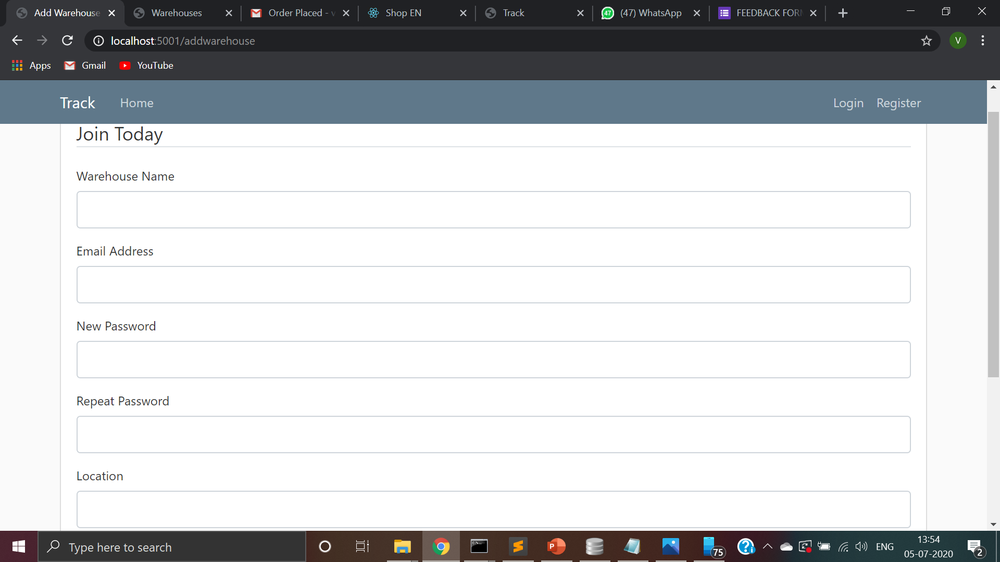 Add Warehouse
Warehouses
Order Placed - v
Shop EN
Track
47
(47) WhatsApp
FEEDBACK FORM
localhost:5001/addwarehouse
V
Apps
Gmail
YouTube
Track
Home
Login
Register
Join Today
Warehouse Name
Email Address
New Password
Repeat Password
Location
Type here to search
P
75
ENG
13:54
05-07-2020
2